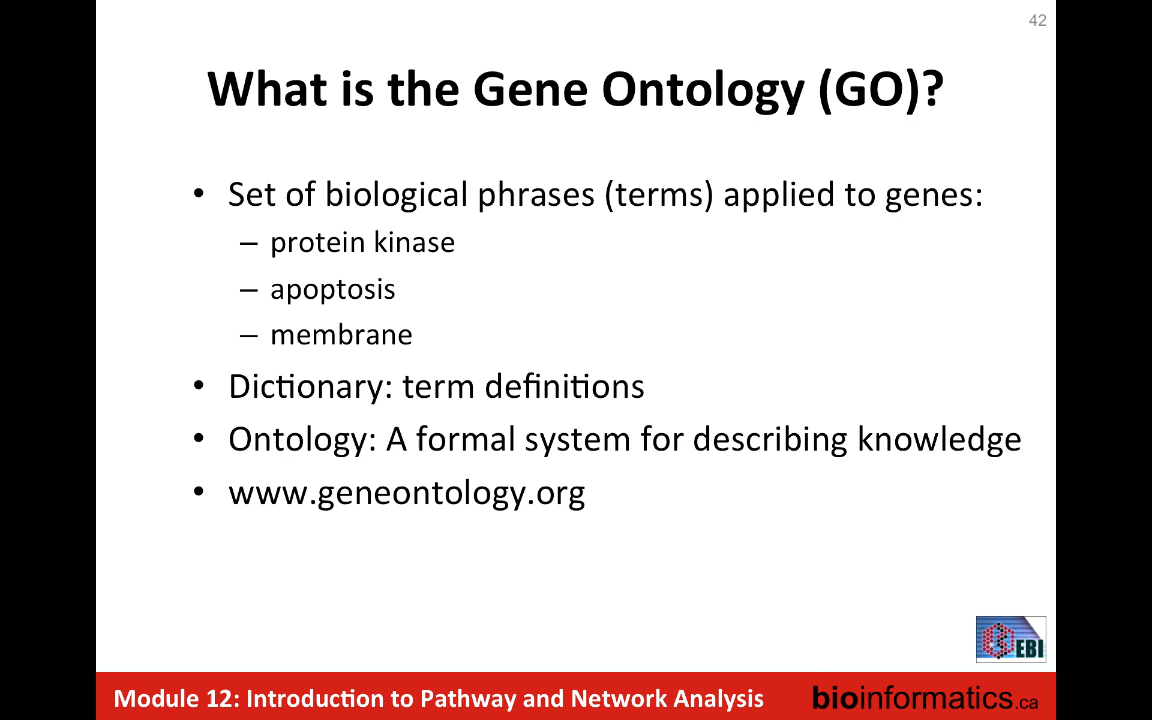 42
What is the Gene Ontology (GO)?
• Set of biological phrases (terms) applied to genes:
– protein kinase
– apoptosis
– membrane
• Dictionary: term definitions
• Ontology: A formal system for describing knowledge
• www.geneontology.org
EBI
Module 12: Introduction to Pathway and Network Analysis
bioinformatics.ca